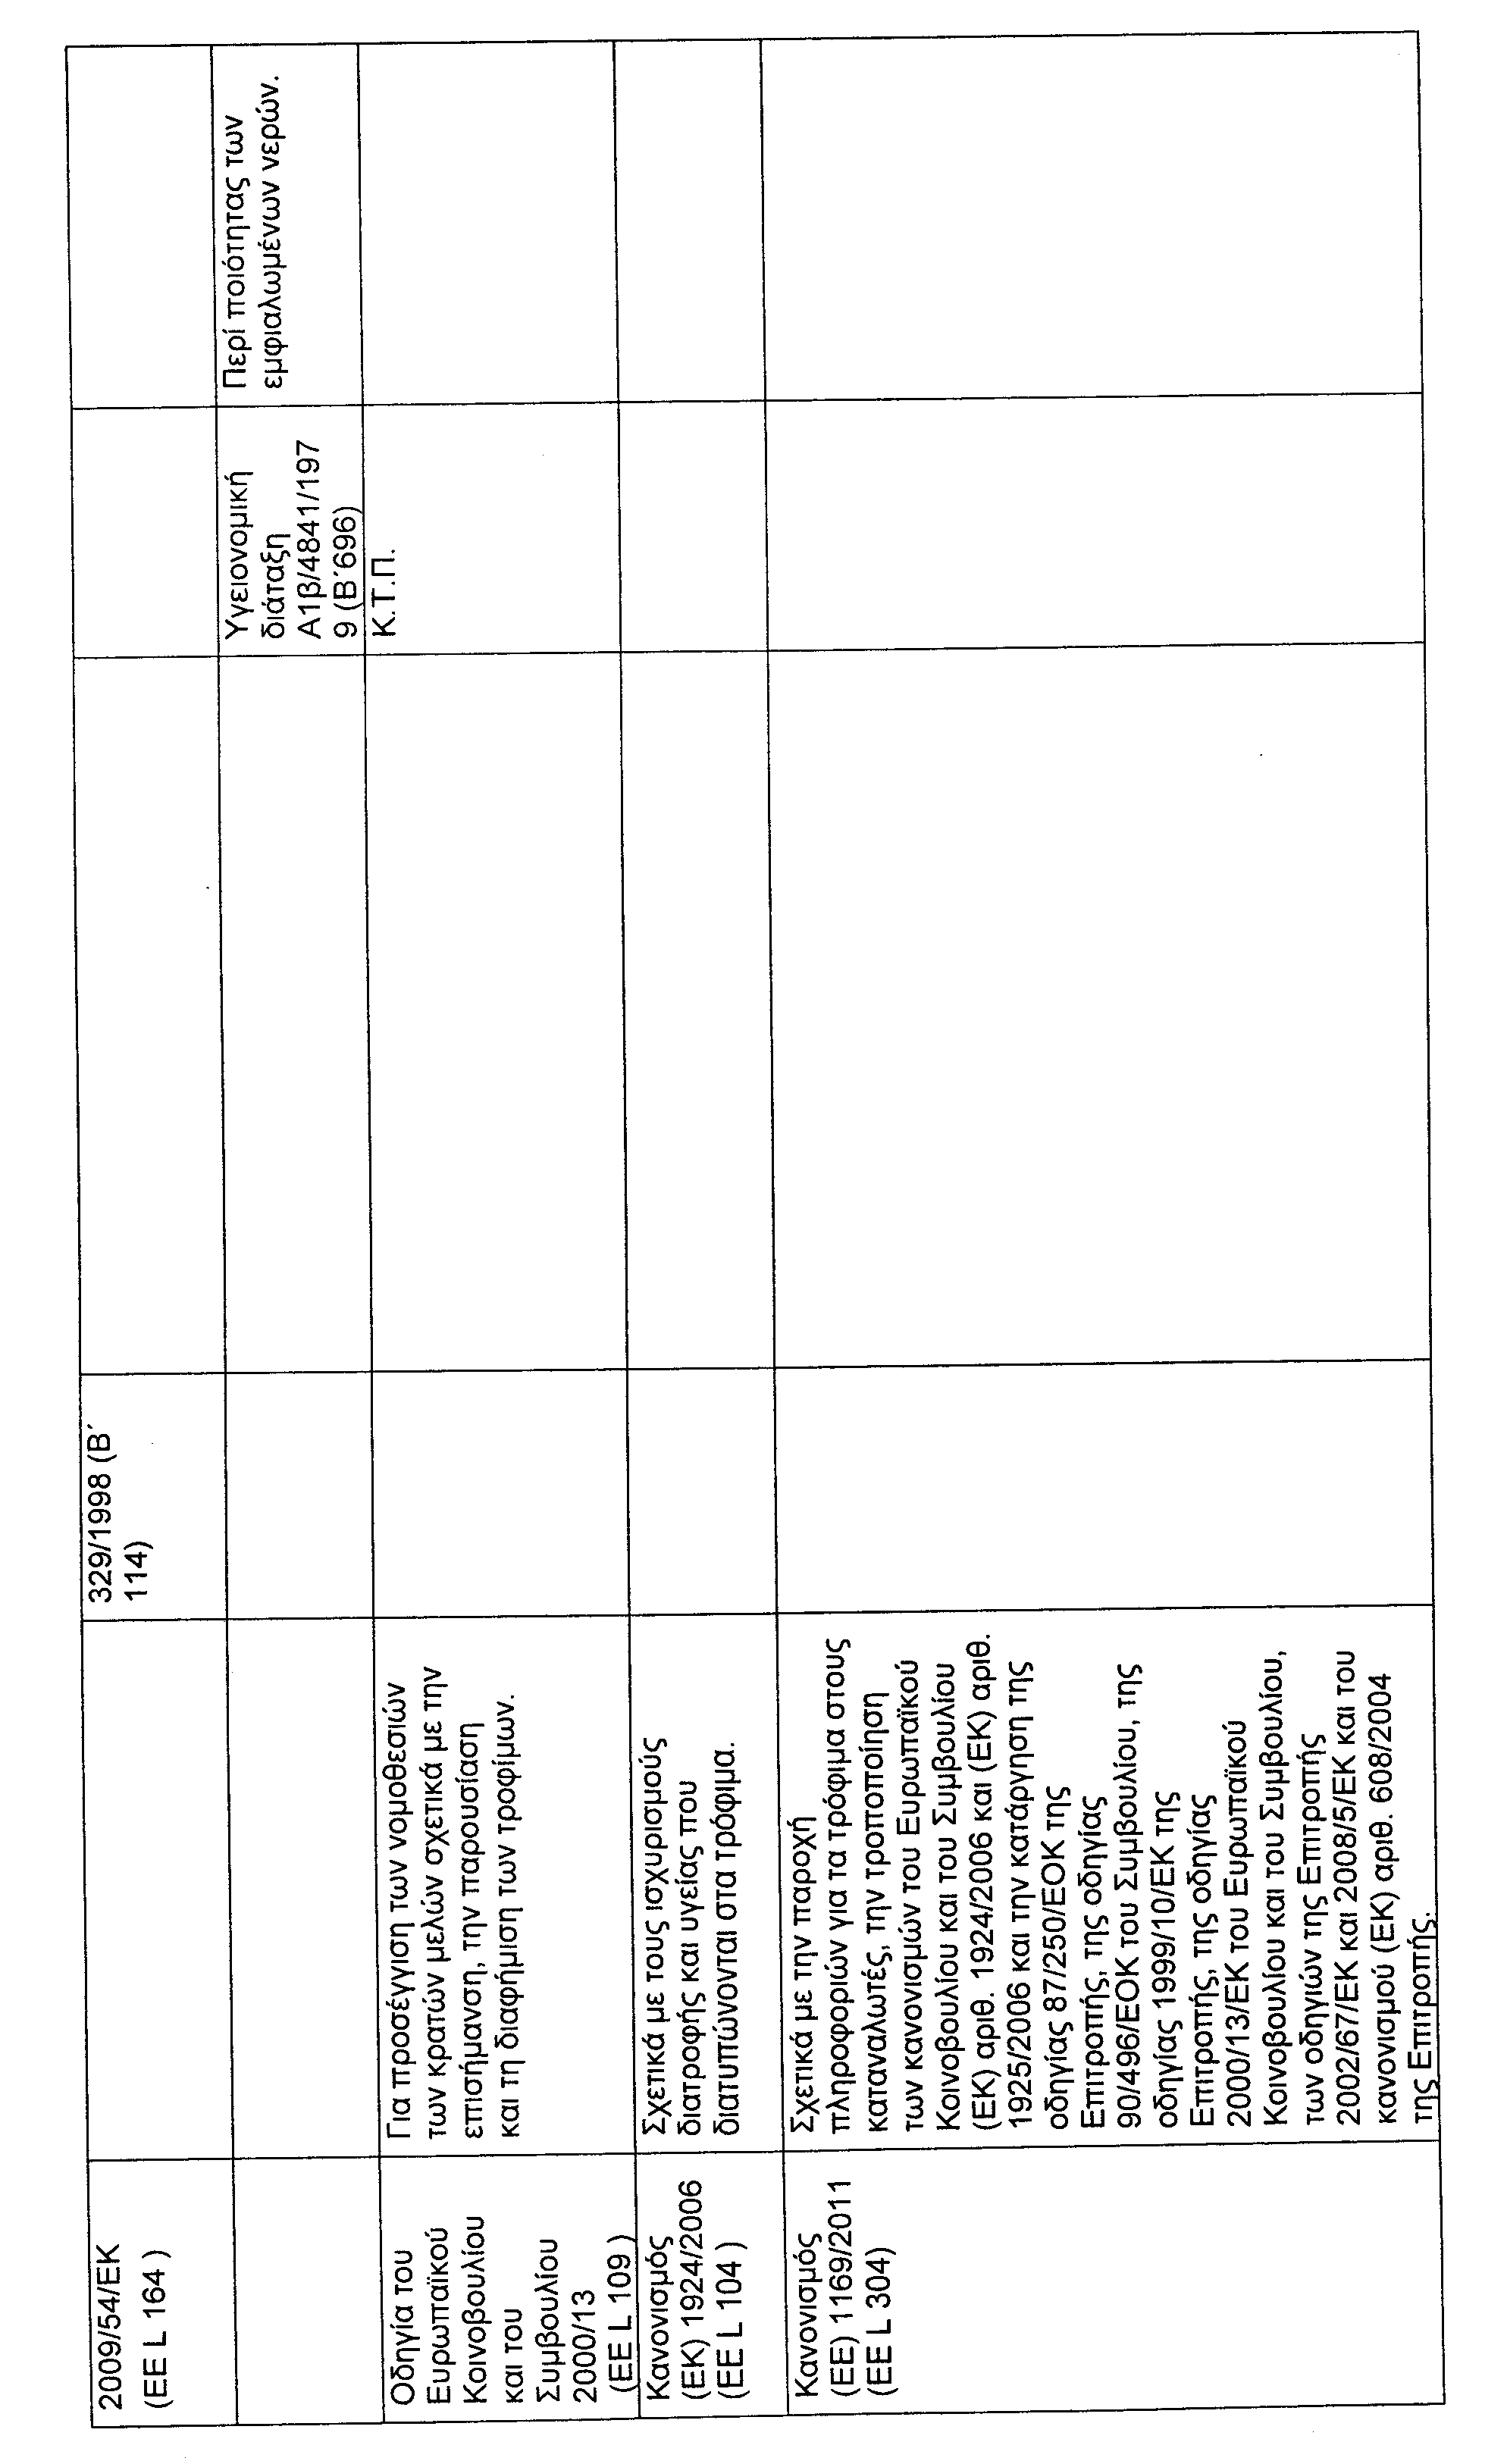 2009/54/ΕΚ
(ΕΕ L 164 )
329/1998 (Β΄
114)
Υγειονομική
διάταξη
Α1β/4841/197
9 (Β΄696)
Περί ποιότητας των
εμφιαλωμένων νερών.
Οδηγία του
Ευρωπαϊκού
Κοινοβουλίου
και του
Συμβουλίου
2000/13
(ΕΕ L 109 )
Για προσέγγιση των νομοθεσιών
των κρατών μελών σχετικά με την
επισήμανση, την παρουσίαση
και τη διαφήμιση των τροφίμων.
Κ.Τ.Π.
Κανονισμός
(ΕΚ) 1924/2006
(ΕΕ L 104 )
Σχετικά με τους ισχυρισμούς
διατροφής και υγείας που
διατυπώνονται στα τρόφιμα.
Κανονισμός
(ΕΕ) 1169/2011
(ΕΕ L 304)
Σχετικά με την παροχή
πληροφοριών για τα τρόφιμα στους
καταναλωτές, την τροποποίηση
των κανονισμών του Ευρωπαϊκού
Κοινοβουλίου και του Συμβουλίου
(ΕΚ) αριθ. 1924/2006 και (ΕΚ) αριθ.
1925/2006 και την κατάργηση της
οδηγίας 87/250/ΕΟΚ της
Επιτροπής, της οδηγίας
90/496/ΕΟΚ του Συμβουλίου, της
οδηγίας 1999/10/ΕΚ της
Επιτροπής, της οδηγίας
2000/13/ΕΚ του Ευρωπαϊκού
Κοινοβουλίου και του Συμβουλίου,
των οδηγιών της Επιτροπής
2002/67/ΕΚ και 2008/5/ΕΚ και του
κανονισμού (ΕΚ) αριθ. 608/2004
της Επιτροπής.